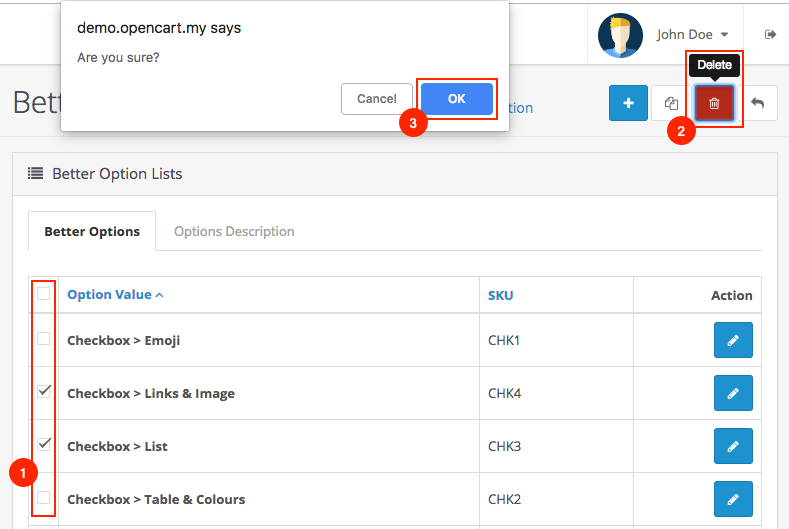 demo.opencart.my says
Are you sure?
Cancel
OK
3
John Doe
Delete
2
Better Option Lists
Better Options
Options Description
Option Value
SKU
Action
Checkbox > Emoji
CHK1
Checkbox > Links & Image
CHK4
Checkbox > List
CHK3
1
Checkbox > Table & Colours
CHK2